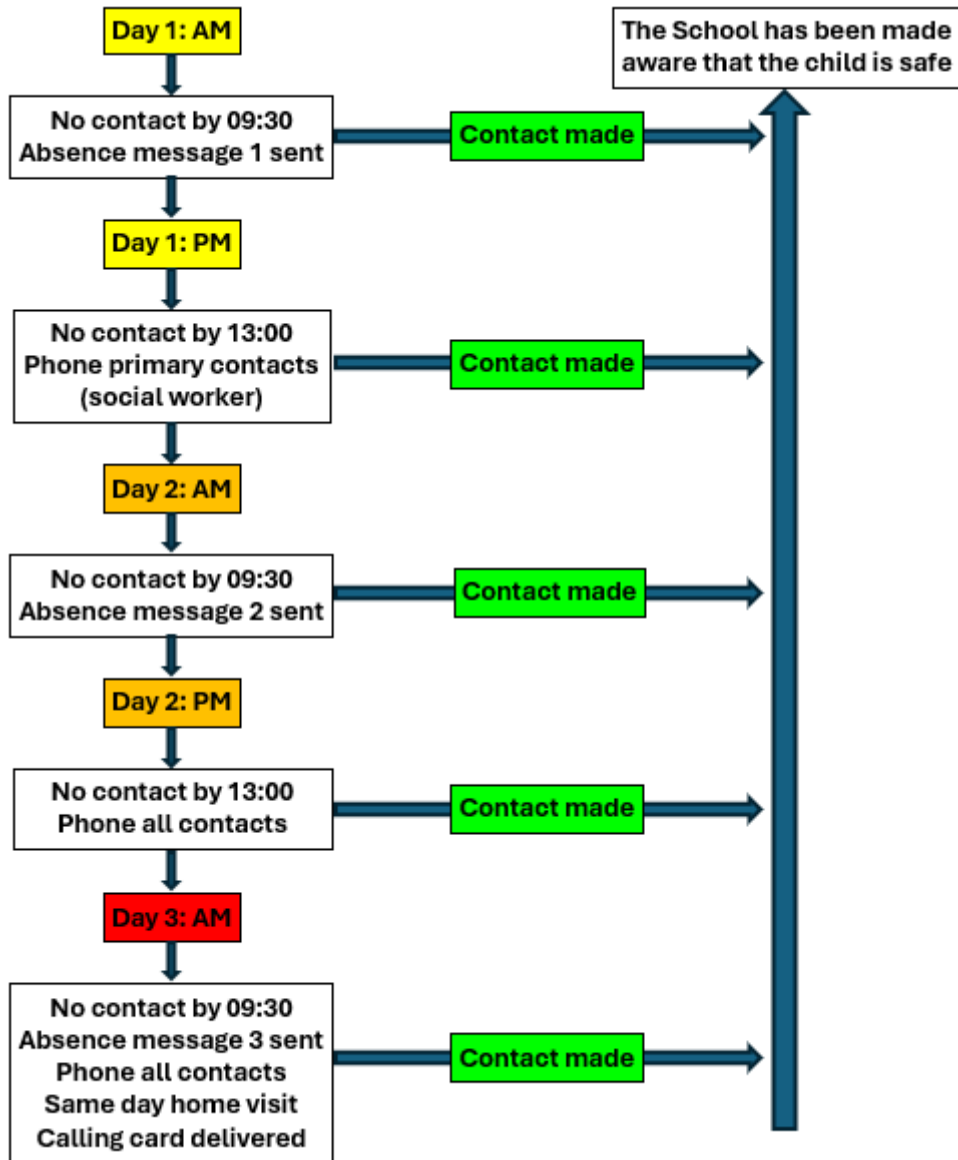 Day 1: AM
The School has been made
aware that the child is safe
No contact by 09:30
Absence message 1 sent
Contact made
Day 1: PM
No contact by 13:00
Phone primary contacts
(social worker)
Contact made
Day 2: AM
No contact by 09:30
Absence message 2 sent
Contact made
Day 2: PM
No contact by 13:00
Phone all contacts
Contact made
Day 3: AM
No contact by 09:30
Absence message 3 sent
Phone all contacts
Same day home visit
Calling card delivered
Contact made